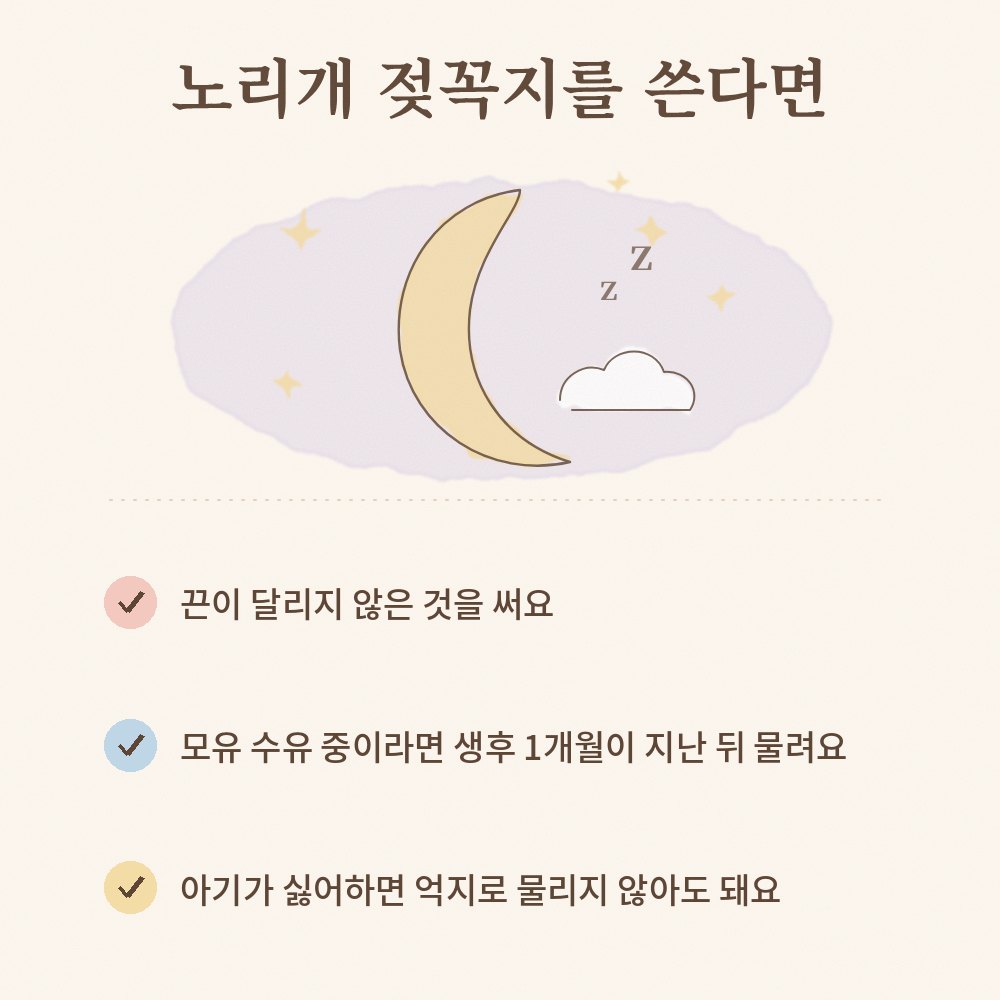 노리개 젖꼭지를 쓴다면
z
z
끈이 달리지 않은 것을 써요
모유 수유 중이라면 생후 1개월이 지난 뒤 물려요
아기가 싫어하면 억지로 물리지 않아도 돼요